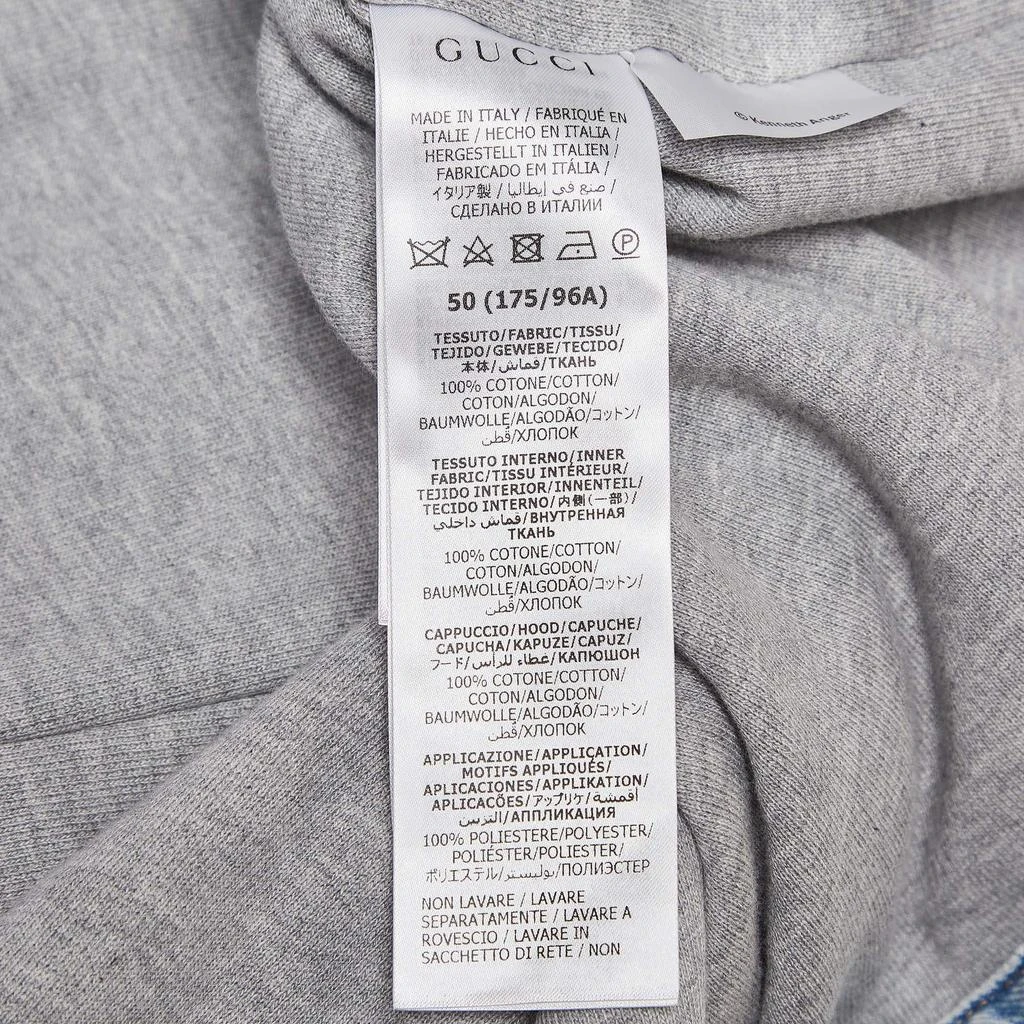 GUCCI
© Kenneth Anger
MADE IN ITALY / FABRIQUÉ EN
ITALIE / HECHO EN ITALIA /
HERGESTELLT IN ITALIEN /
FABRICADO EM ITÁLIA /
イタリア製 / صنع في إيطاليا /
СДЕЛАНО В ИТАЛИИ
P
50 (175/96A)
TESSUTO/FABRIC/TISSU/
TEJIDO/GEWEBE/TECIDO/
本体/قماش/ТКАНЬ
100% COTONE/COTTON/
COTON/ALGODON/
BAUMWOLLE/ALGODÃO/コットン/
قطن/ХЛОПОК
TESSUTO INTERNO/INNER
FABRIC/TISSU INTÉRIEUR/
TEJIDO INTERIOR/INNENTEIL/
TECIDO INTERNO/内側(一部)/
قماش داخلي/ВНУТРЕННАЯ
ТКАНЬ
100% COTONE/COTTON/
COTON/ALGODON/
BAUMWOLLE/ALGODÃO/コットン/
قطن/ХЛОПОК
CAPPUCCIO/HOOD/CAPUCHE/
CAPUCHA/KAPUZE/CAPUZ/
フード/غطاء للرأس/КАПЮШОН
100% COTONE/COTTON/
COTON/ALGODON/
BAUMWOLLE/ALGODÃO/コットン/
قطن/ХЛОПОК
APPLICAZIONE/APPLICATION/
MOTIFS APPLIQUÉS/
APLICACIONES/APPLIKATION/
APLICAÇÕES/アップリケ/أقمشة
التزيين/АППЛИКАЦИЯ
100% POLIESTERE/POLYESTER/
POLIÉSTER/POLIESTER/
ポリエステル/بوليستر/ПОЛИЭСТЕР
NON LAVARE / LAVARE
SEPARATAMENTE / LAVARE A
ROVESCIO / LAVARE IN
SACCHETTO DI RETE / NON